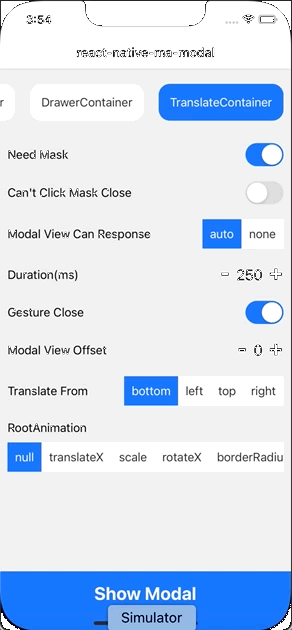 3:54
react-native-ma-modal
r DrawerContainer TranslateContainer
Need Mask
Can't Click Mask Close
Modal View Can Response auto none
Duration(ms) - 250 +
Gesture Close
Modal View Offset - 0 +
Translate From bottom left top right
RootAnimation
null translateX scale rotateX borderRadiu
Show Modal
Simulator